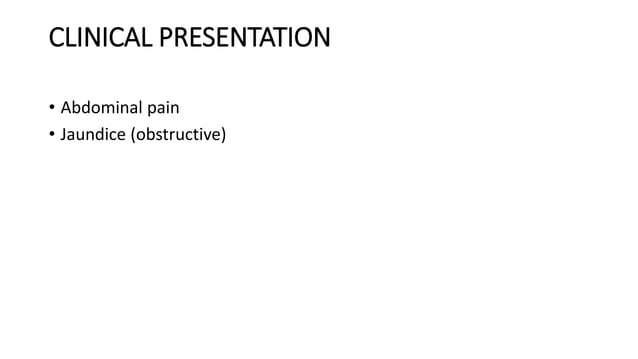 CLINICAL PRESENTATION
• Abdominal pain
• Jaundice (obstructive)